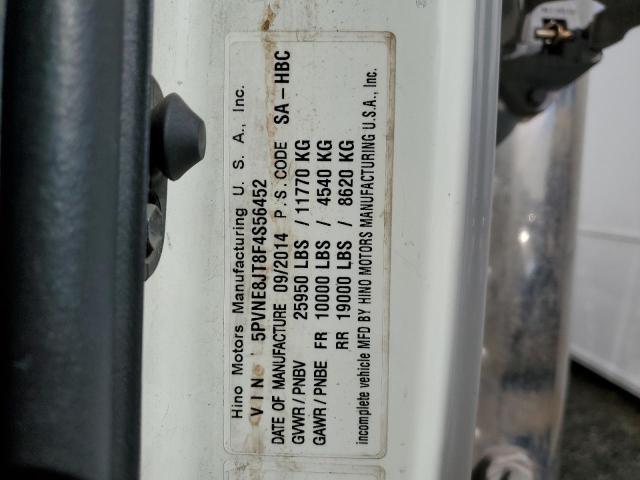 Hino Motors Manufacturing U. S. A., Inc.
VIN 5PVNE8JT8F4S56452
DATE OF MANUFACTURE 09/2014 P.S. CODE SA-HBC
GVWR/PNBV 25950 LBS / 11770 KG
GAWR/PNBE FR 10000 LBS / 4540 KG
RR 19000 LBS / 8620 KG
incomplete vehicle MFD BY HINO MOTORS MANUFACTURING U.S.A., Inc.